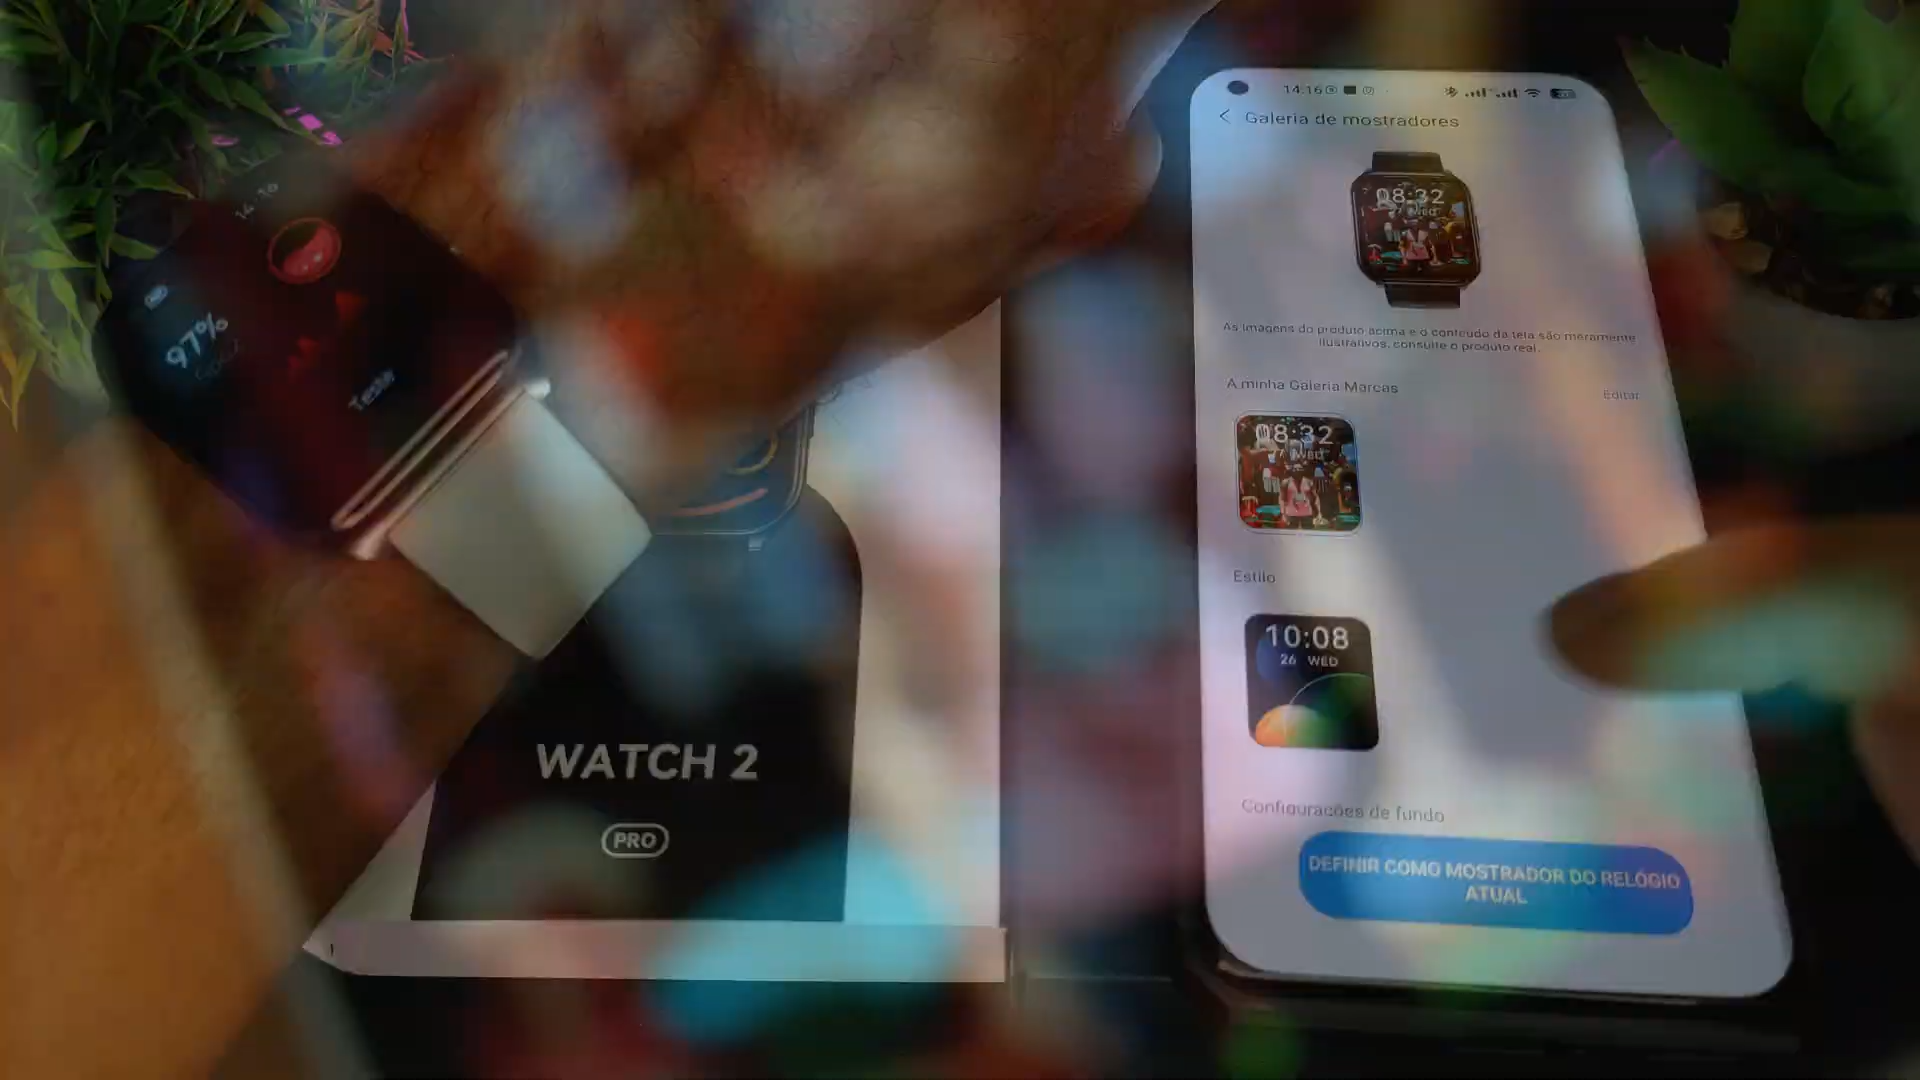 14:16
Galeria de mostradores
08:32
WED
As imagens do produto acima e o conteúdo da tela são meramente
ilustrativos, consulte o produto real.
A minha Galeria Marcas
Editar
08:32
WED
Estilo
10:08
26 WED
Configurações de fundo
DEFINIR COMO MOSTRADOR DO RELÓGIO
ATUAL
97%
WATCH 2
PRO